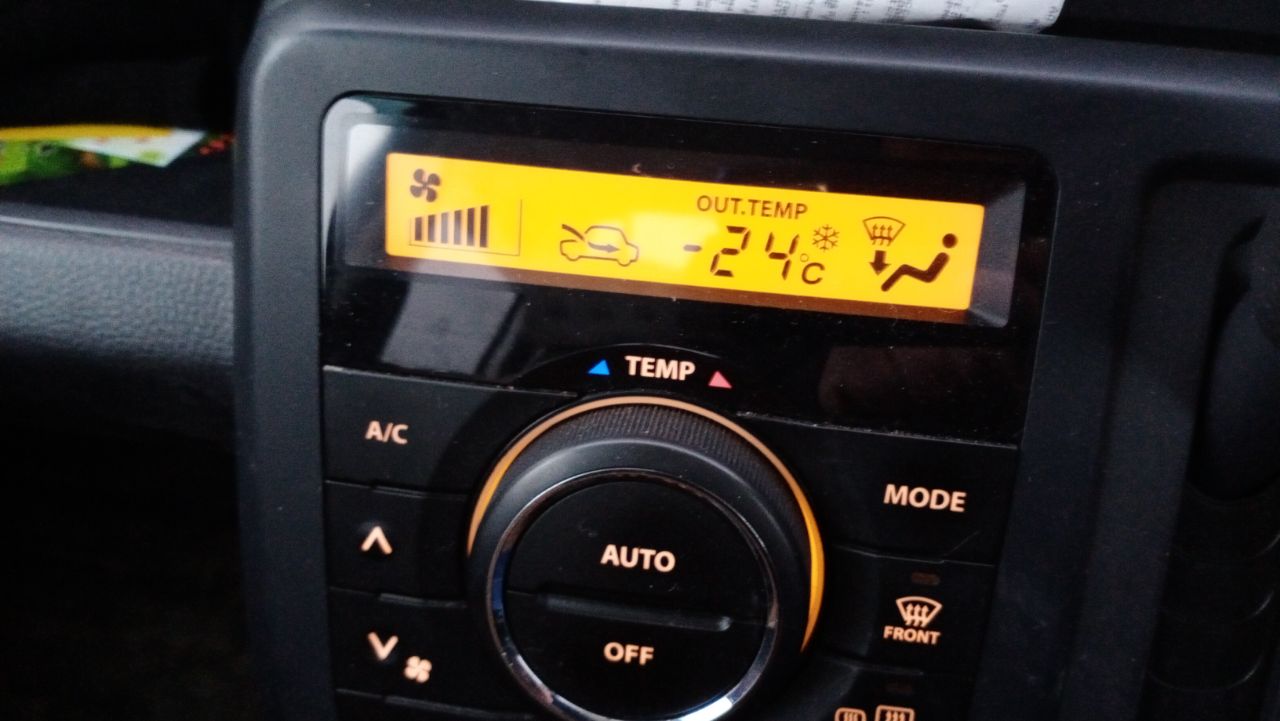 OUT.TEMP
-24°C
TEMP
A/C
MODE
AUTO
FRONT
OFF